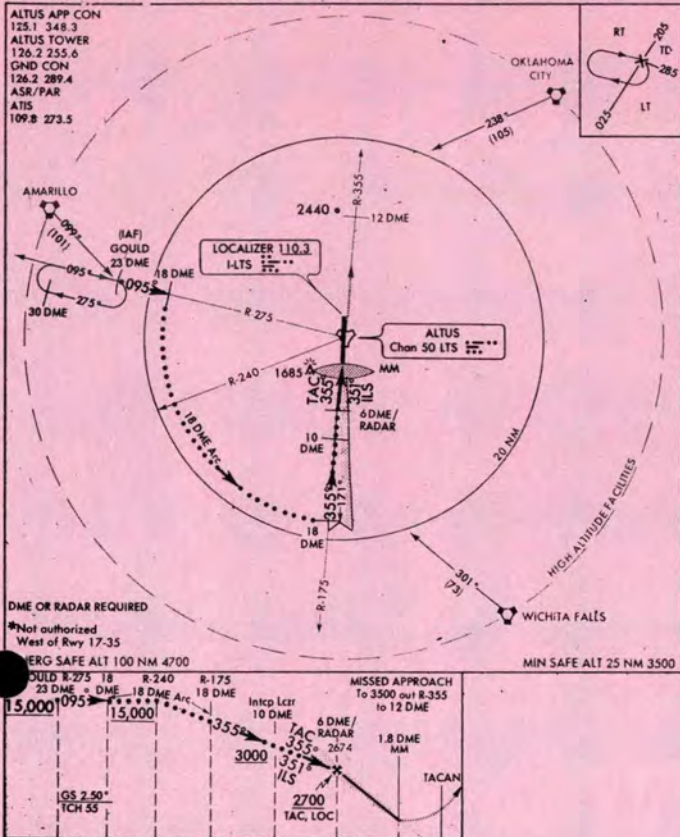 ALTUS APP CON
125.1 348.3
ALTUS TOWER
126.2 255.6
GND CON
126.2 289.4
ASR/PAR
ATIS
109.8 273.5
RT
205
TD
285
025
LT
OKLAHOMA
CITY
238°
(105)
R-355
AMARILLO
099°
(101)
(IAF)
GOULD
23 DME
2440
12 DME
LOCALIZER 110.3
I-LTS
095°
095°
18 DME
275°
30 DME
R-275
ALTUS
Chan 50 LTS
R-240
1685
MM
TAC
355°
351°
ILS
6 DME/
RADAR
18 DME Arc
10
DME
20 NM
355°
171°
18
DME
HIGH ALTITUDE FACILITIES
301°
(73)
R-175
WICHITA FALLS
DME OR RADAR REQUIRED
*Not authorized
West of Rwy 17-35
ERG SAFE ALT 100 NM 4700
MIN SAFE ALT 25 NM 3500
OULD R-275 18 R-240 R-175
23 DME DME 18 DME Arc 18 DME
15,000 095° 15,000
Intcp Lczr
10 DME
MISSED APPROACH
To 3500 out R-355
to 12 DME
355°
TAC
355°
351°
ILS
6 DME/
RADAR
2674
1.8 DME
MM
3000
TACAN
GS 2.50°
TCH 55
2700
TAC, LOC